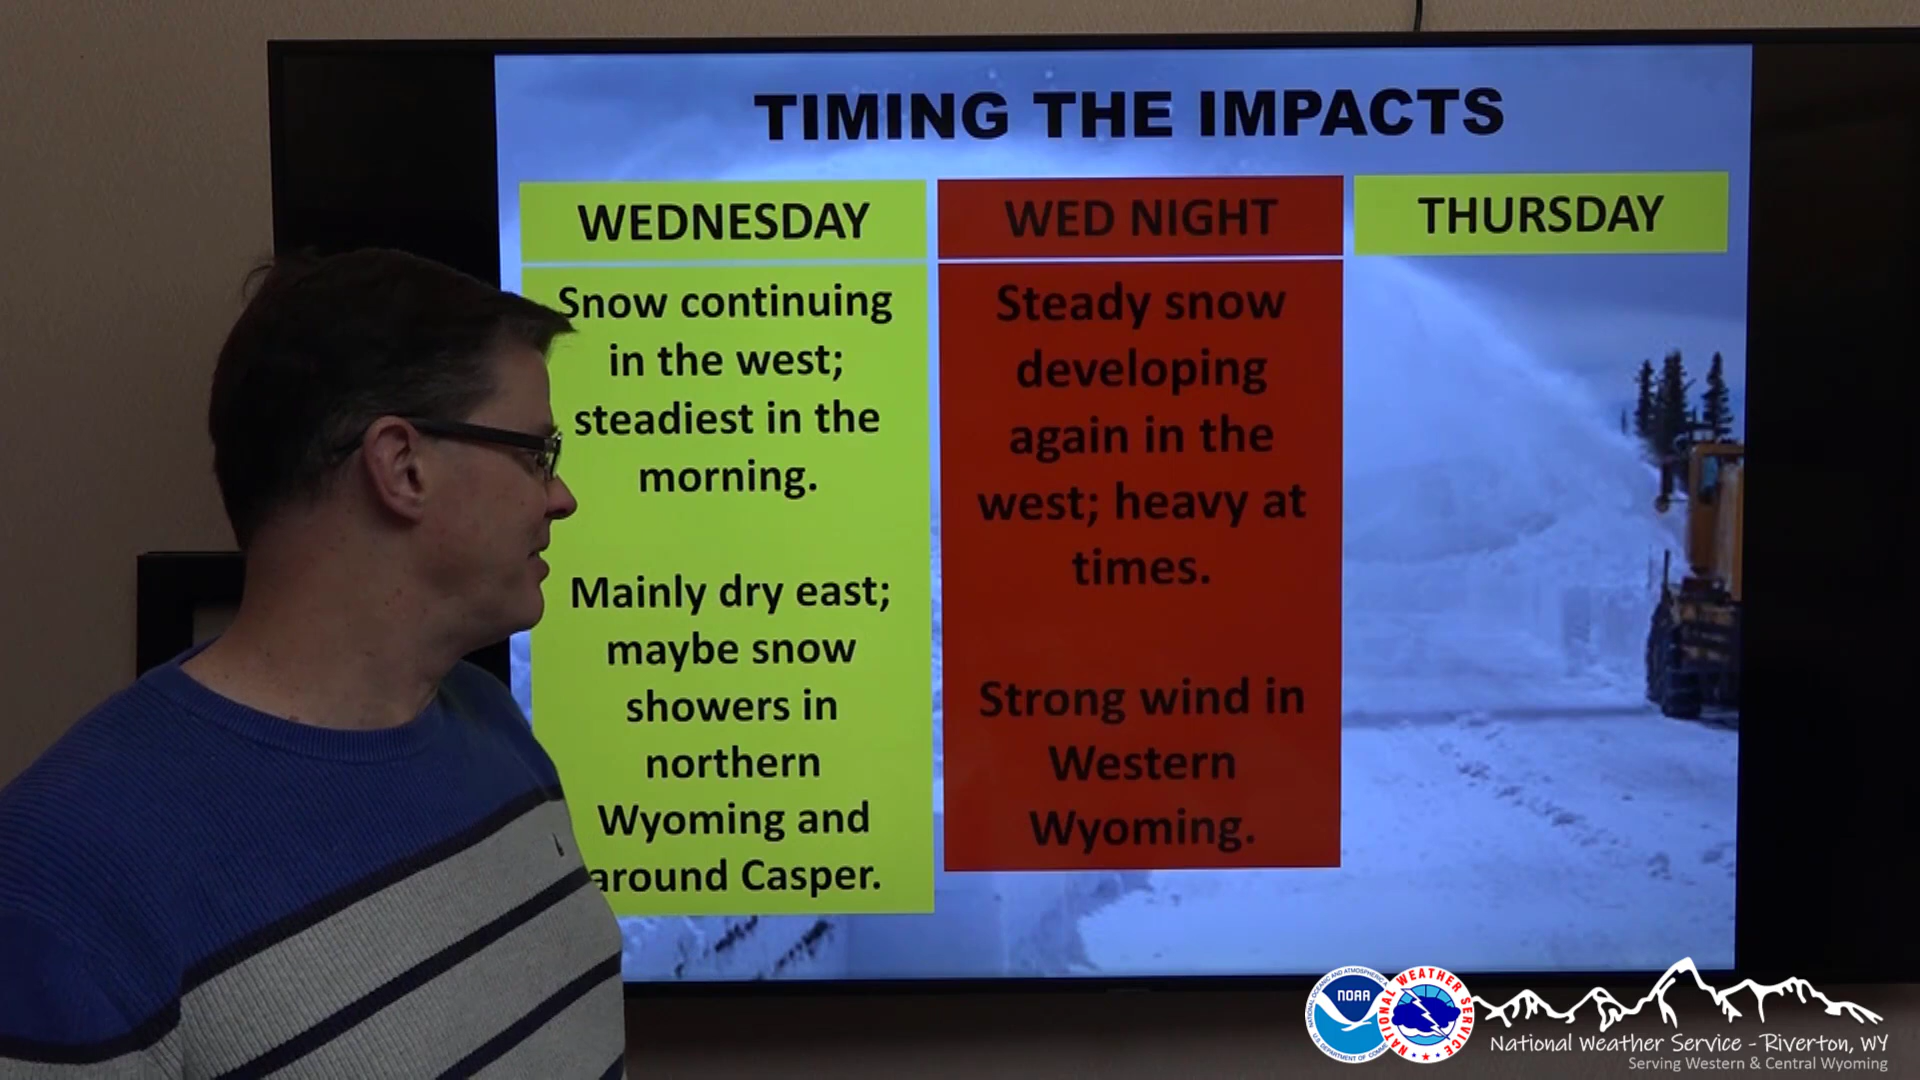 TIMING THE IMPACTS
WEDNESDAY
Snow continuing
in the west;
steadiest in the
morning.
Mainly dry east;
maybe snow
showers in
northern
Wyoming and
around Casper.
WED NIGHT
Steady snow
developing
again in the
west; heavy at
times.
Strong wind in
Western
Wyoming.
THURSDAY
NOAA
NATIONAL WEATHER SERVICE
National Weather Service - Riverton, WY
Serving Western & Central Wyoming